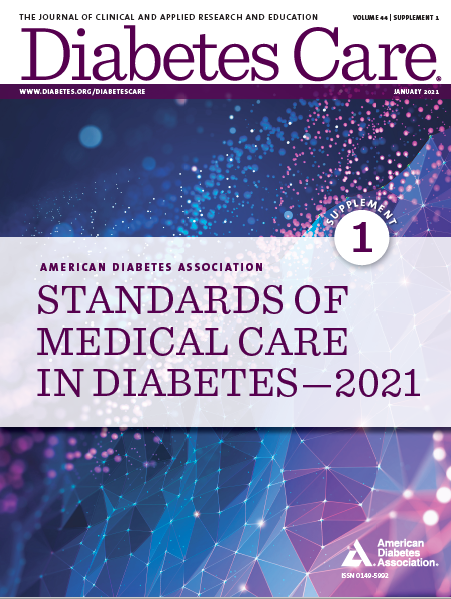 THE JOURNAL OF CLINICAL AND APPLIED RESEARCH AND EDUCATION
VOLUME 44 | SUPPLEMENT 1
Diabetes Care®
WWW.DIABETES.ORG/DIABETESCARE
JANUARY 2021
SUPPLEMENT
1
AMERICAN DIABETES ASSOCIATION
STANDARDS OF
MEDICAL CARE
IN DIABETES—2021
American
Diabetes
Association®
ISSN 0149-5992